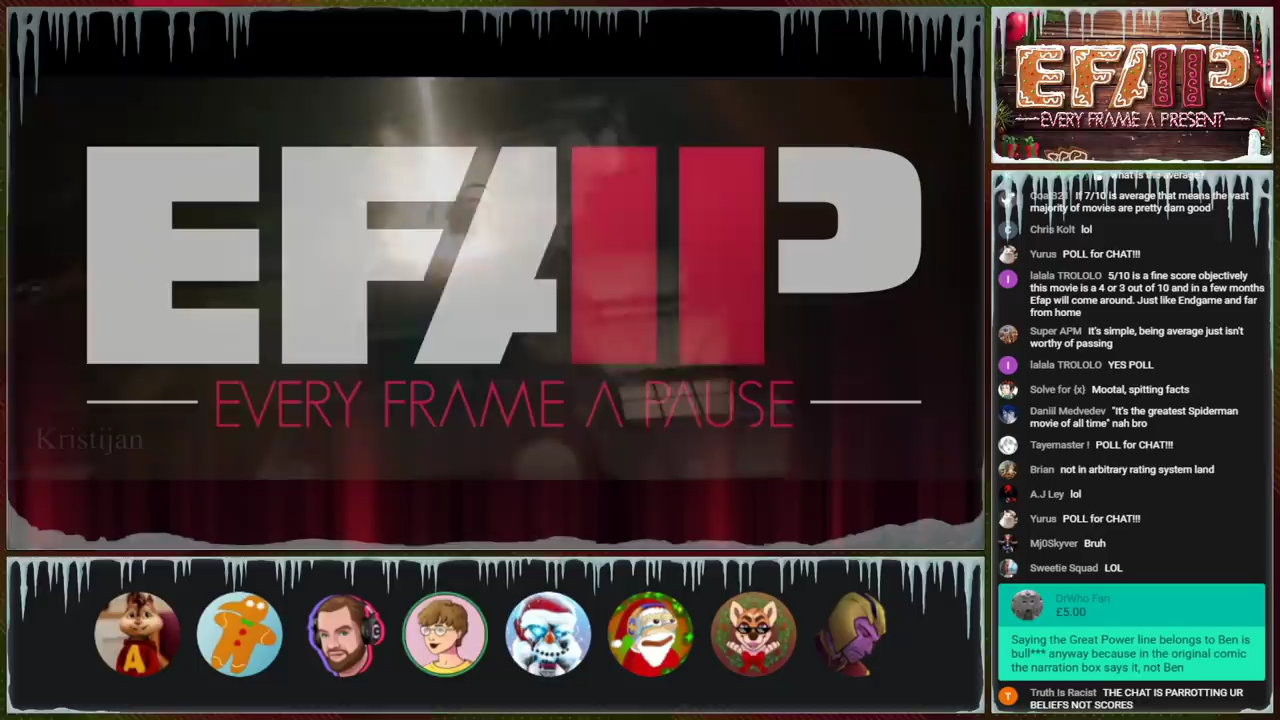 EFAP
EVERY FRAME A PAUSE
Kristijan
EFAP
EVERY FRAME A PRESENT
what is the average?
If 7/10 is average that means the vast
majority of movies are pretty darn good
Chris Kolt lol
Yurus POLL for CHAT!!!
lalala TROLOLO 5/10 is a fine score objectively
this movie is a 4 or 3 out of 10 and in a few months
Efap will come around. Just like Endgame and far
from home
Super APM It's simple, being average just isn't
worthy of passing
lalala TROLOLO YES POLL
Solve for {x} Mootal, spitting facts
Daniil Medvedev "It's the greatest Spiderman
movie of all time" nah bro
Tayemaster ! POLL for CHAT!!!
Brian not in arbitrary rating system land
A.J Ley lol
Yurus POLL for CHAT!!!
Mj0Skyver Bruh
Sweetie Squad LOL
DrWho Fan
£5.00
Saying the Great Power line belongs to Ben is
bull*** anyway because in the original comic
the narration box says it, not Ben
Truth Is Racist THE CHAT IS PARROTTING UR
BELIEFS NOT SCORES